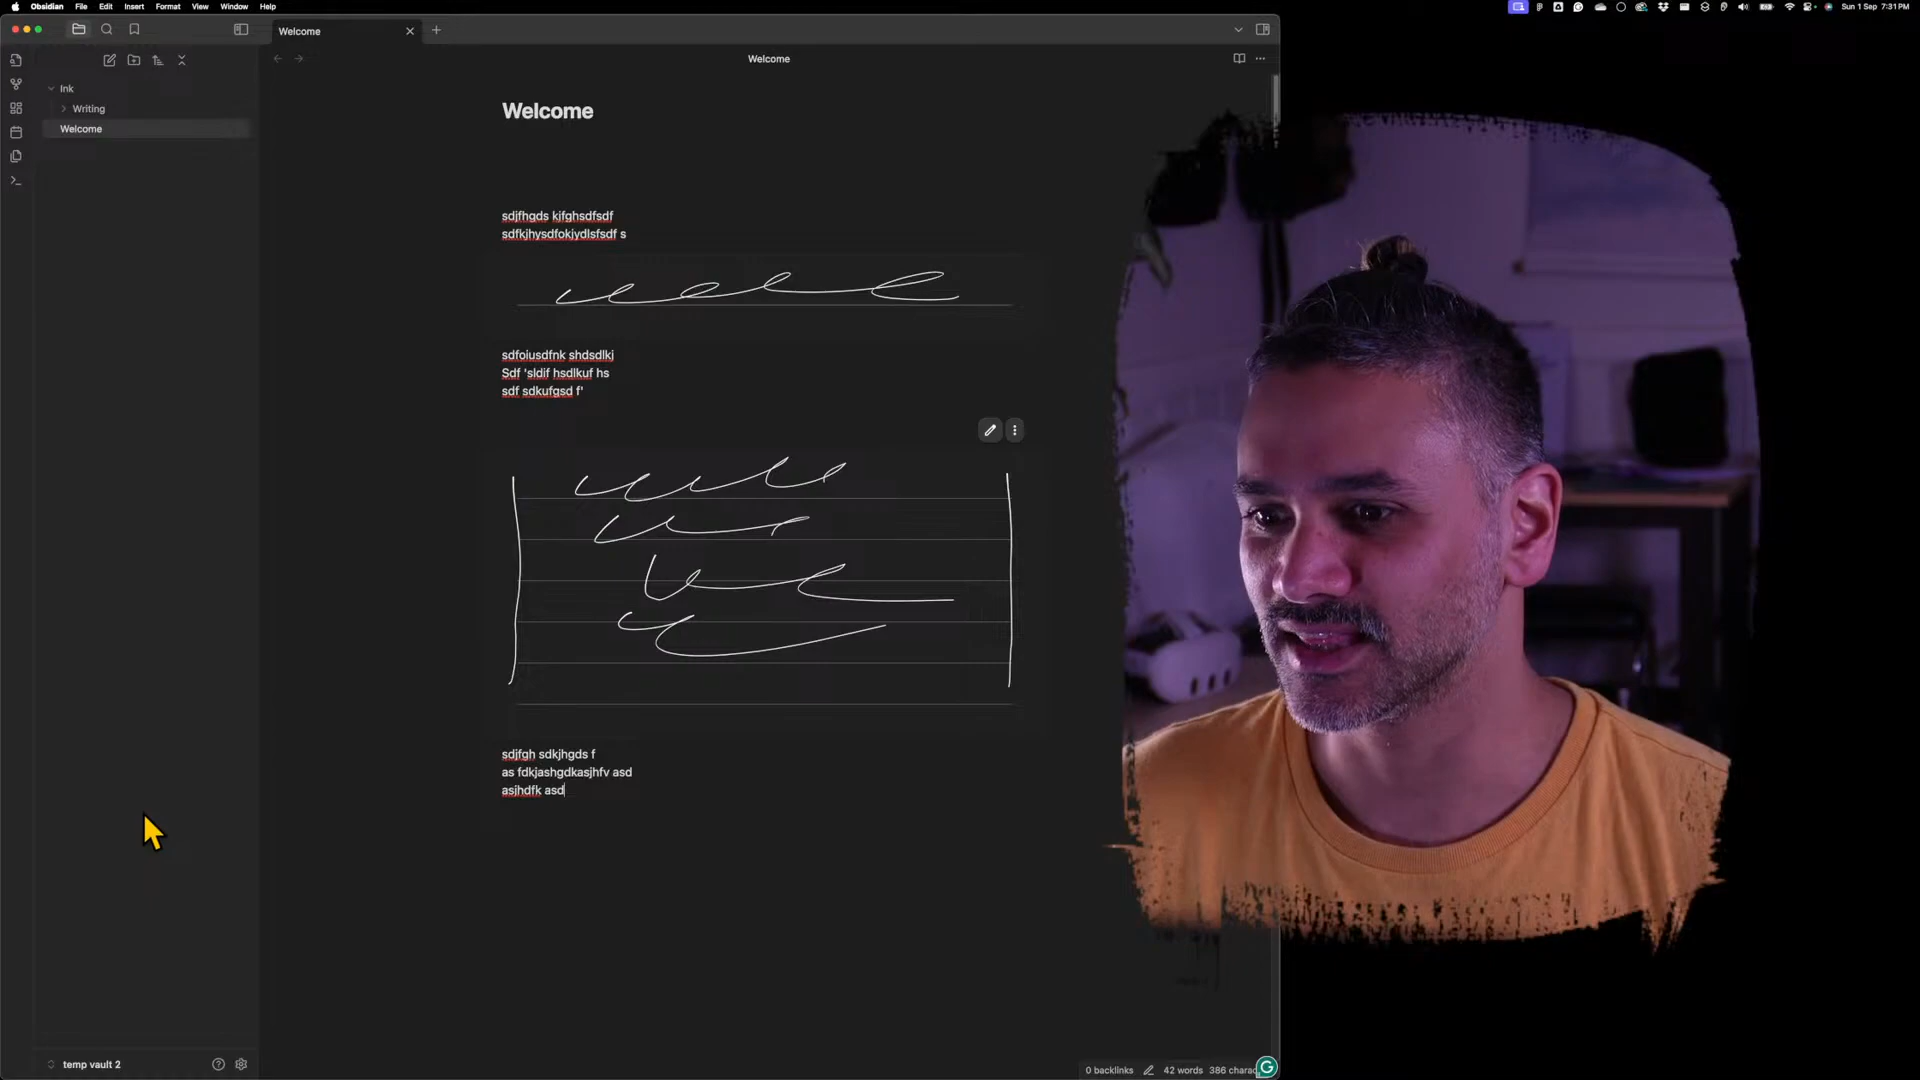 Obsidian File Edit Insert Format View Window Help
Sun 1 Sep 7:31 PM
Welcome
Welcome
Ink
Writing
Welcome
Welcome
sdjfhgds kjfghsdfsdf
sdfkjhysdfokjydlsfsdf s
sdfoiusdfnk shdsdlkj
Sdf 'sldif hsdlkuf hs
sdf sdkufgsd f'
sdjfgh sdkjhgds f
as fdkjashgdkasjhfv asd
asjhdfk asd
temp vault 2
0 backlinks 42 words 386 charac